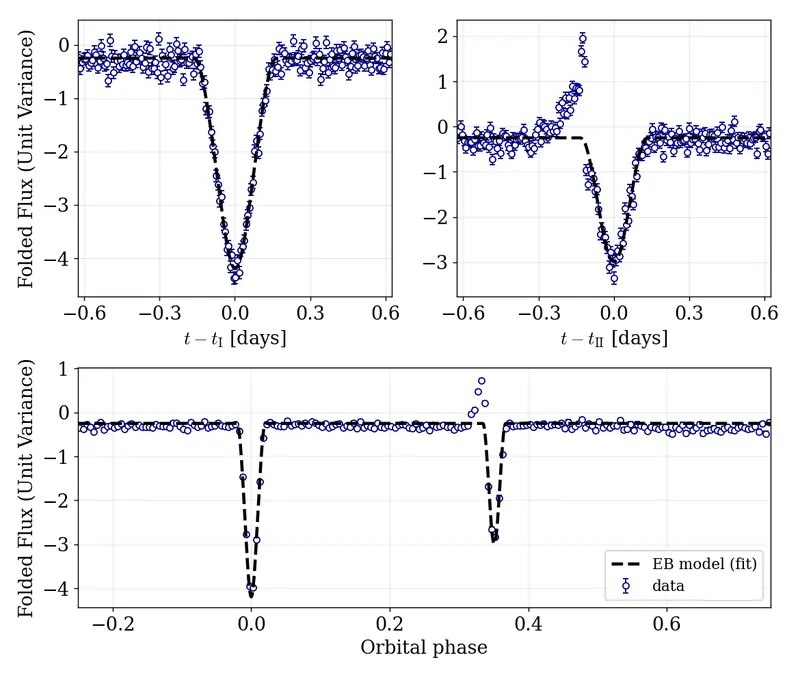 Folded Flux (Unit Variance)
0
−1
−2
−3
−4
−0.6 −0.3 0.0 0.3 0.6
t − tI [days]
2
1
0
−1
−2
−3
−0.6 −0.3 0.0 0.3 0.6
t − tII [days]
Folded Flux (Unit Variance)
1
0
−1
−2
−3
−4
−0.2 0.0 0.2 0.4 0.6
Orbital phase
EB model (fit)
data